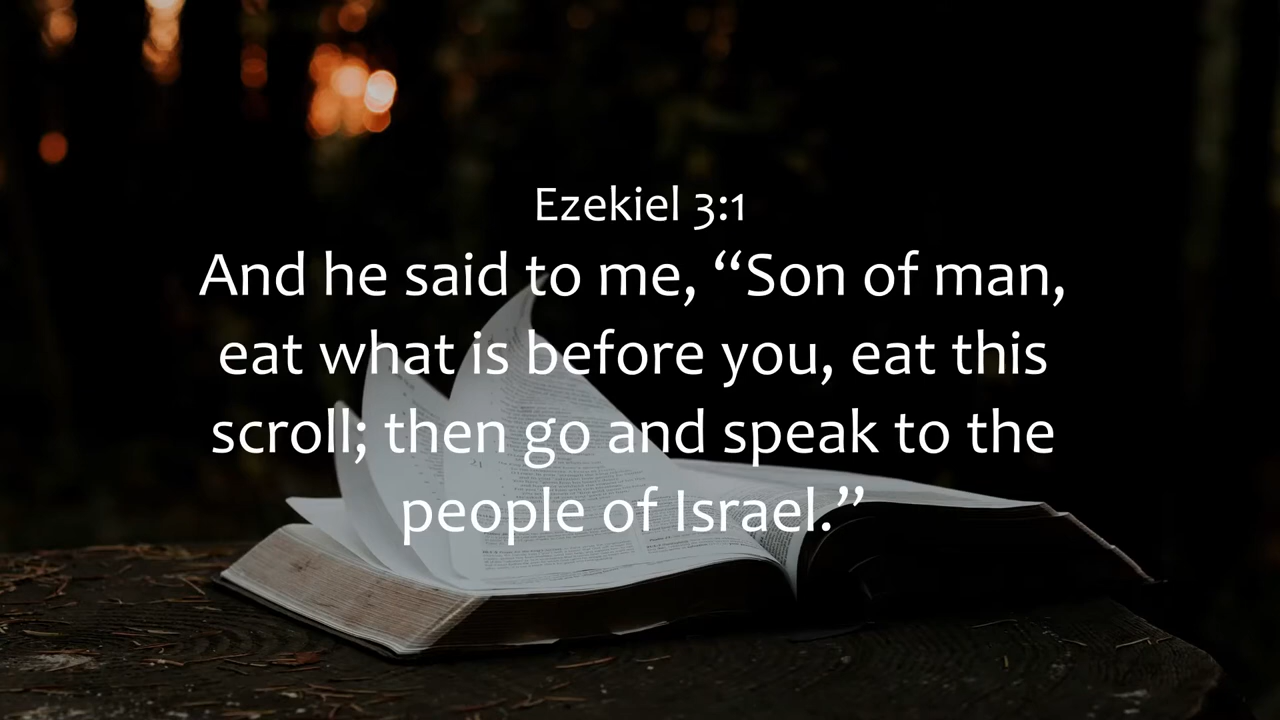 Ezekiel 3:1
And he said to me, “Son of man,
eat what is before you, eat this
scroll; then go and speak to the
people of Israel.”